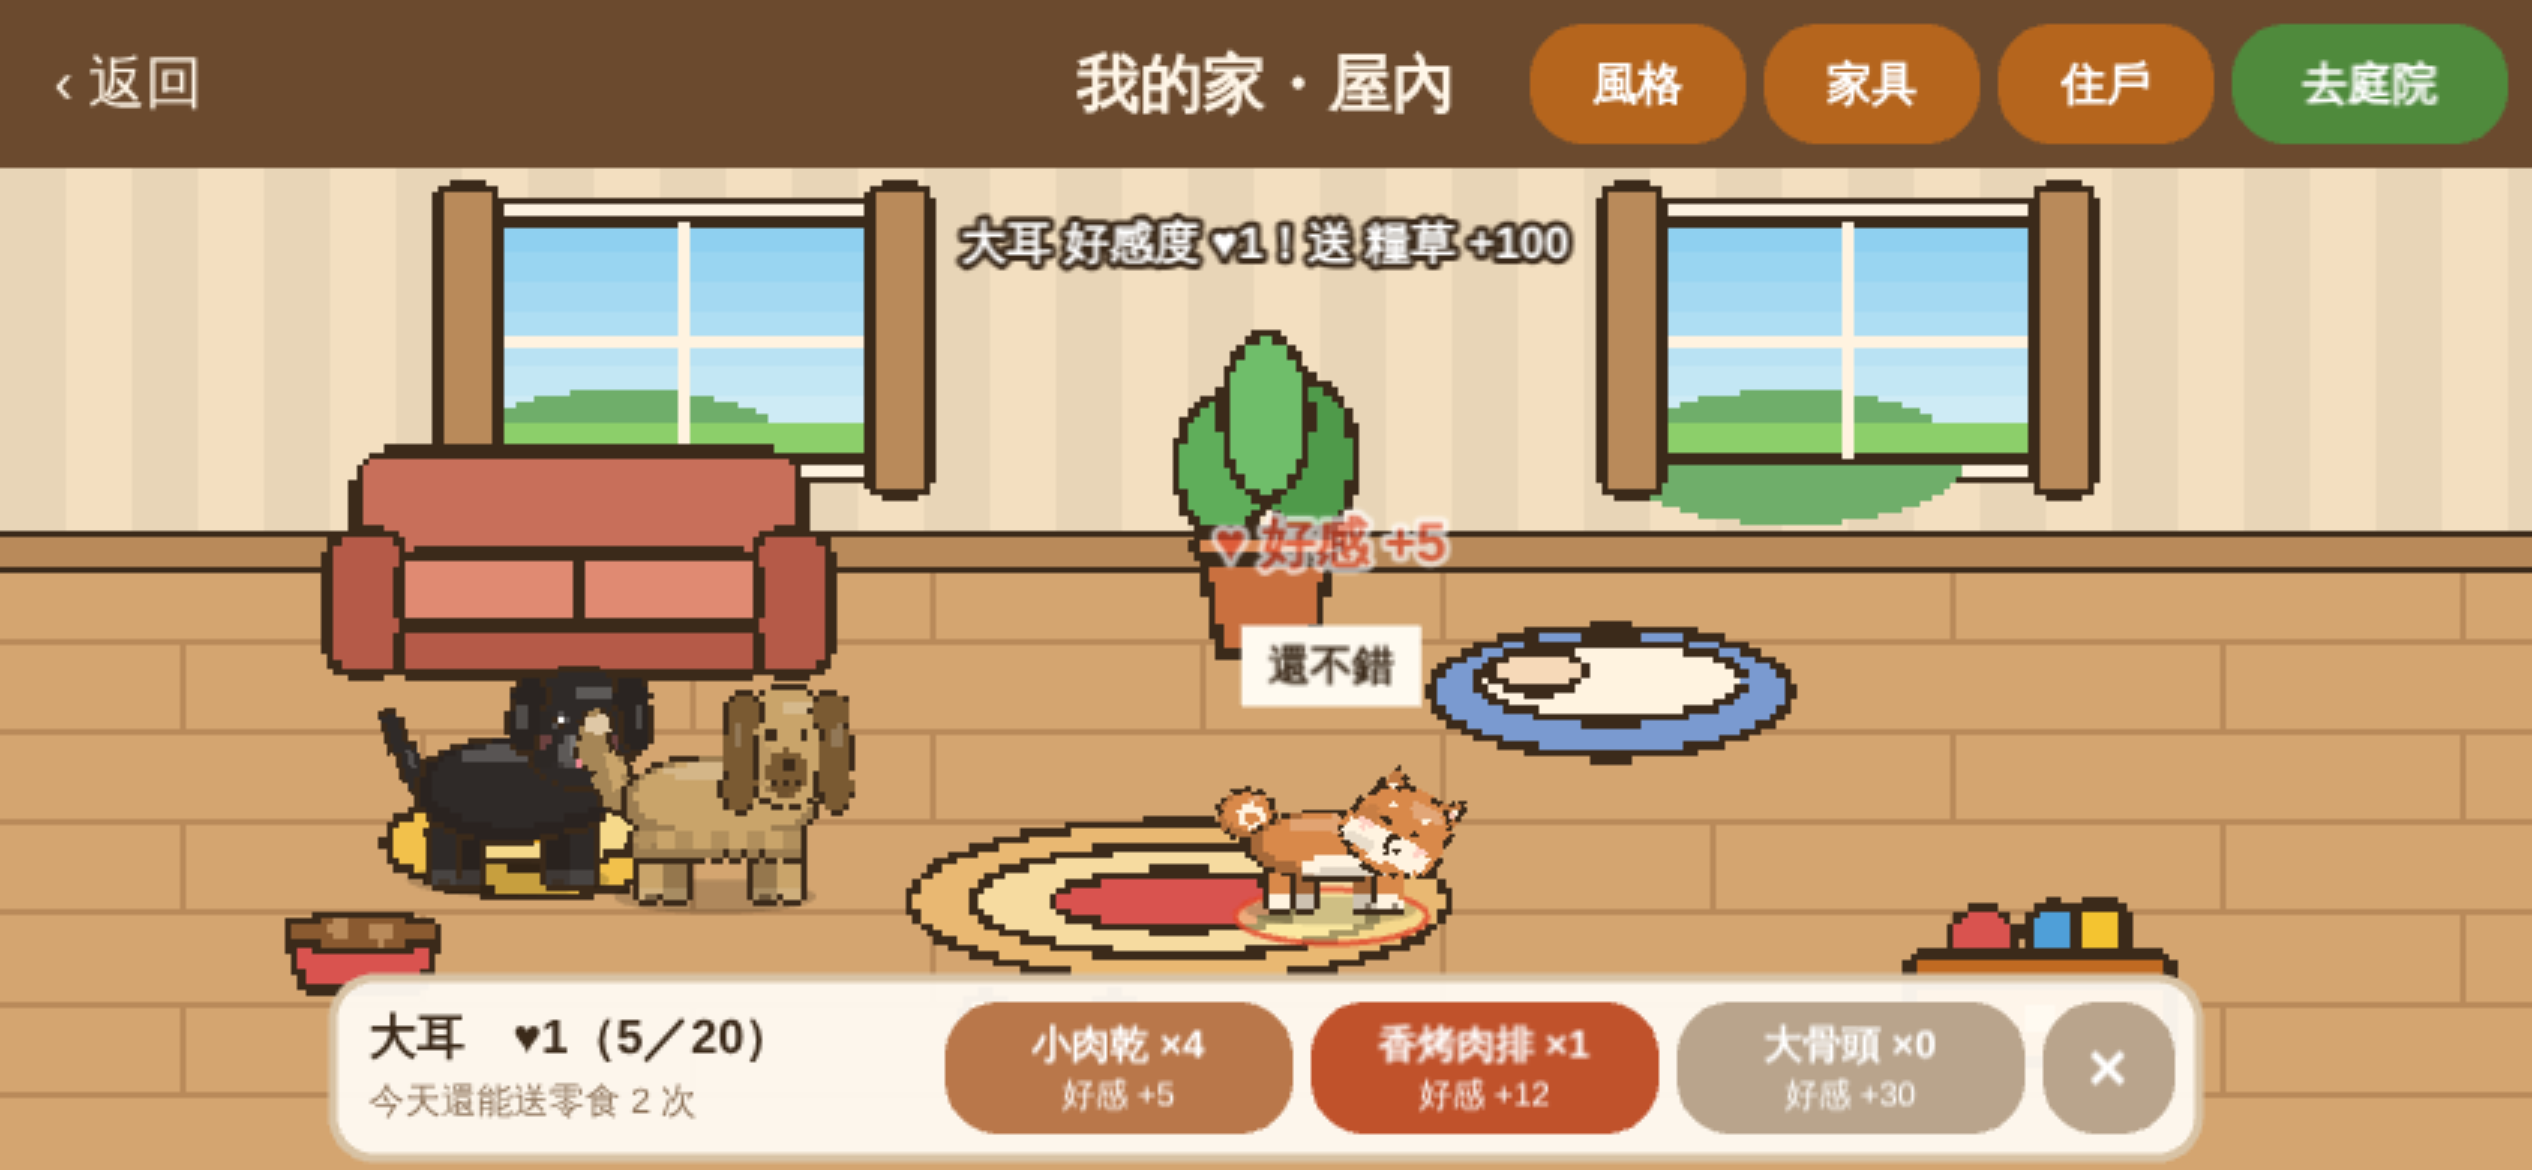 ‹ 返回
我的家・屋內
風格
家具
住戶
去庭院
大耳 好感度 ♥1！送 糧草 +100
♥ 好感 +5
還不錯
大耳 ♥1（5／20）
今天還能送零食 2 次
小肉乾 ×4
好感 +5
香烤肉排 ×1
好感 +12
大骨頭 ×0
好感 +30
×